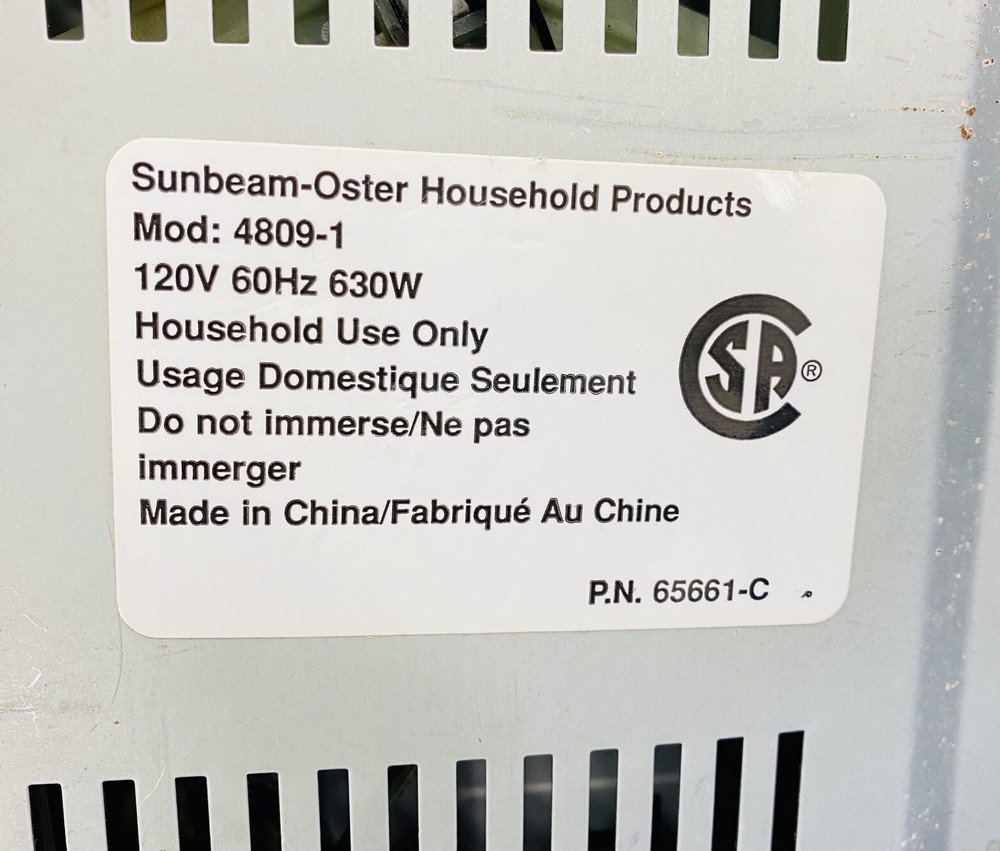 Sunbeam-Oster Household Products
Mod: 4809-1
120V 60Hz 630W
Household Use Only
Usage Domestique Seulement
Do not immerse/Ne pas
immerger
Made in China/Fabriqué Au Chine
CSA®
P.N. 65661-C